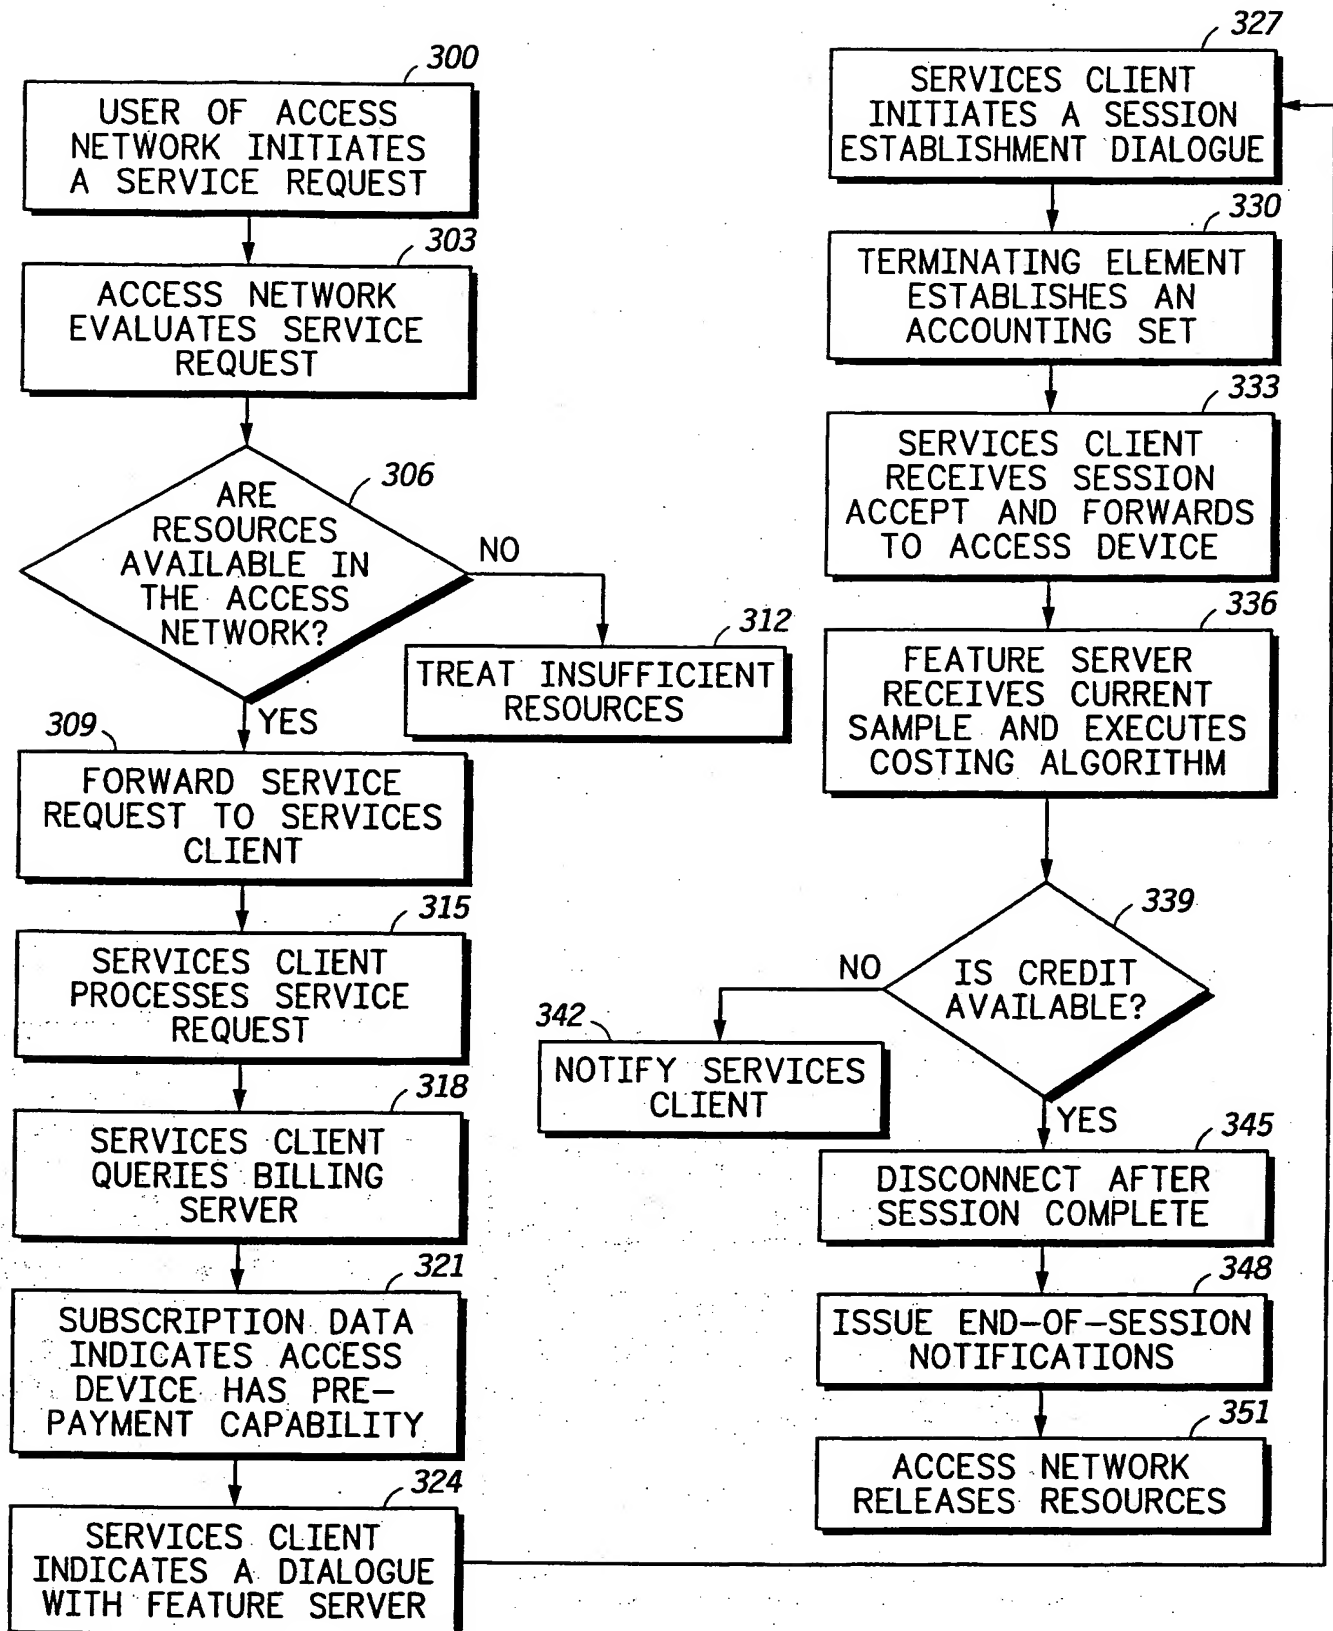 300
USER OF ACCESS
NETWORK INITIATES
A SERVICE REQUEST
303
ACCESS NETWORK
EVALUATES SERVICE
REQUEST
306
ARE
RESOURCES
AVAILABLE IN
THE ACCESS
NETWORK?
NO
312
TREAT INSUFFICIENT
RESOURCES
YES
309
FORWARD SERVICE
REQUEST TO SERVICES
CLIENT
315
SERVICES CLIENT
PROCESSES SERVICE
REQUEST
318
SERVICES CLIENT
QUERIES BILLING
SERVER
321
SUBSCRIPTION DATA
INDICATES ACCESS
DEVICE HAS PRE-
PAYMENT CAPABILITY
324
SERVICES CLIENT
INDICATES A DIALOGUE
WITH FEATURE SERVER
327
SERVICES CLIENT
INITIATES A SESSION
ESTABLISHMENT DIALOGUE
330
TERMINATING ELEMENT
ESTABLISHES AN
ACCOUNTING SET
333
SERVICES CLIENT
RECEIVES SESSION
ACCEPT AND FORWARDS
TO ACCESS DEVICE
336
FEATURE SERVER
RECEIVES CURRENT
SAMPLE AND EXECUTES
COSTING ALGORITHM
339
IS CREDIT
AVAILABLE?
NO
342
NOTIFY SERVICES
CLIENT
YES
345
DISCONNECT AFTER
SESSION COMPLETE
348
ISSUE END-OF-SESSION
NOTIFICATIONS
351
ACCESS NETWORK
RELEASES RESOURCES